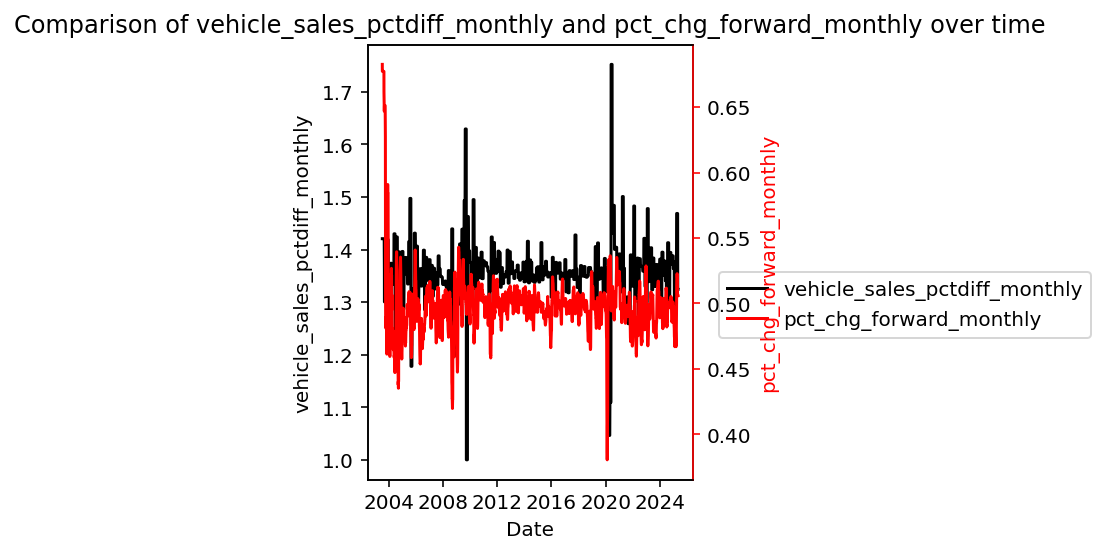 Comparison of vehicle_sales_pctdiff_monthly and pct_chg_forward_monthly over time
vehicle_sales_pctdiff_monthly
1.7
1.6
1.5
1.4
1.3
1.2
1.1
1.0
0.65
0.60
0.55
0.50
0.45
0.40
pct_chg_forward_monthly
vehicle_sales_pctdiff_monthly
pct_chg_forward_monthly
2004 2008 2012 2016 2020 2024
Date